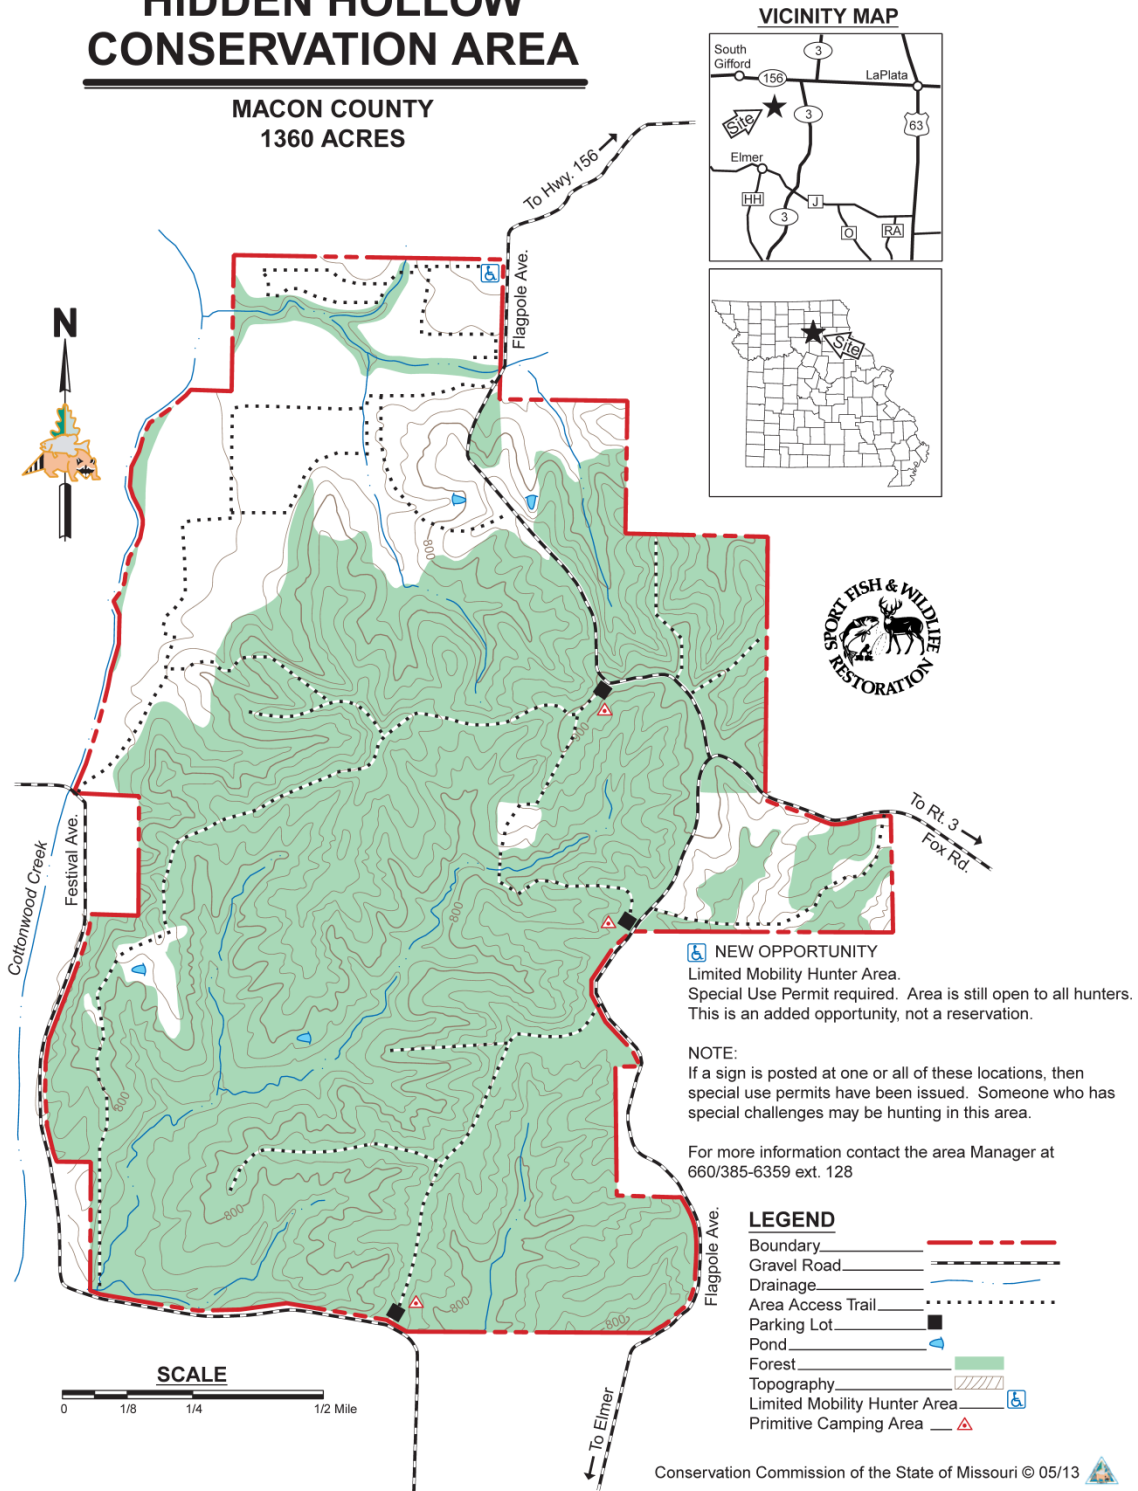 HIDDEN HOLLOW
CONSERVATION AREA
MACON COUNTY
1360 ACRES
VICINITY MAP
South
Gifford
3
156
LaPlata
Site
3
63
Elmer
HH
J
3
O
RA
Site
To Hwy. 156
Flagpole Ave.
N
800
SPORT FISH & WILDLIFE
RESTORATION
900
To Rt. 3
Fox Rd.
Festival Ave.
Cottonwood Creek
800
NEW OPPORTUNITY
Limited Mobility Hunter Area.
Special Use Permit required. Area is still open to all hunters.
This is an added opportunity, not a reservation.
NOTE:
If a sign is posted at one or all of these locations, then
special use permits have been issued. Someone who has
special challenges may be hunting in this area.
For more information contact the area Manager at
660/385-6359 ext. 128
800
800
Flagpole Ave.
800
800
LEGEND
Boundary
Gravel Road
Drainage
Area Access Trail
Parking Lot
Pond
Forest
Topography
Limited Mobility Hunter Area
Primitive Camping Area
SCALE
0 1/8 1/4 1/2 Mile
To Elmer
Conservation Commission of the State of Missouri © 05/13